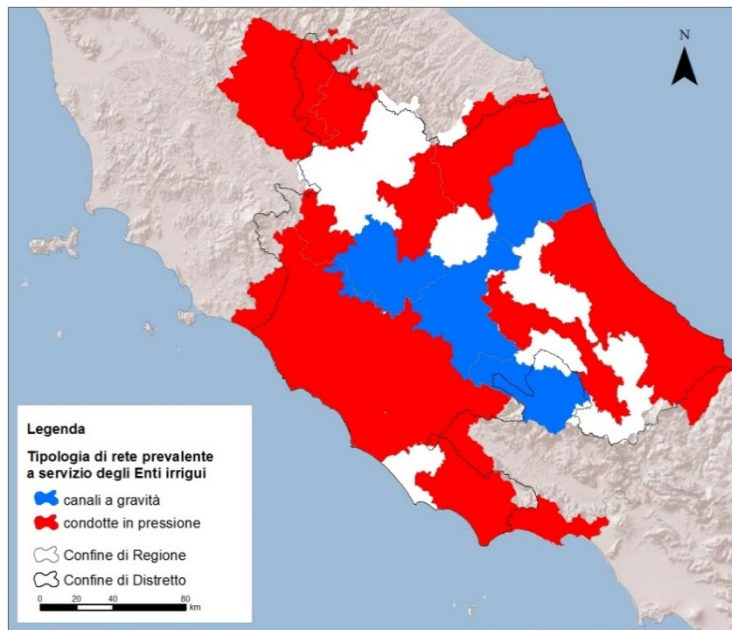 N
Legenda
Tipologia di rete prevalente
a servizio degli Enti irrigui
canali a gravità
condotte in pressione
Confine di Regione
Confine di Distretto
0 20 40 80
km